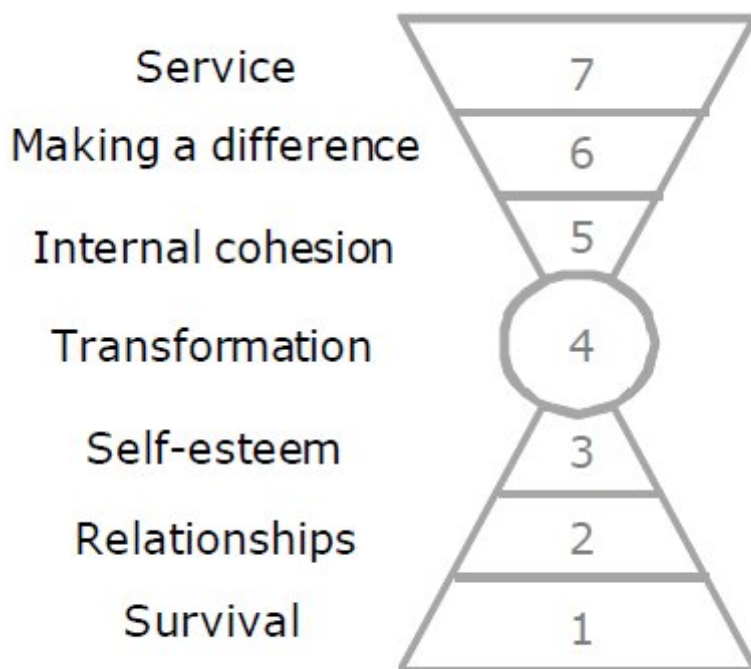 Service 7
Making a difference 6
Internal cohesion 5
Transformation 4
Self-esteem 3
Relationships 2
Survival 1